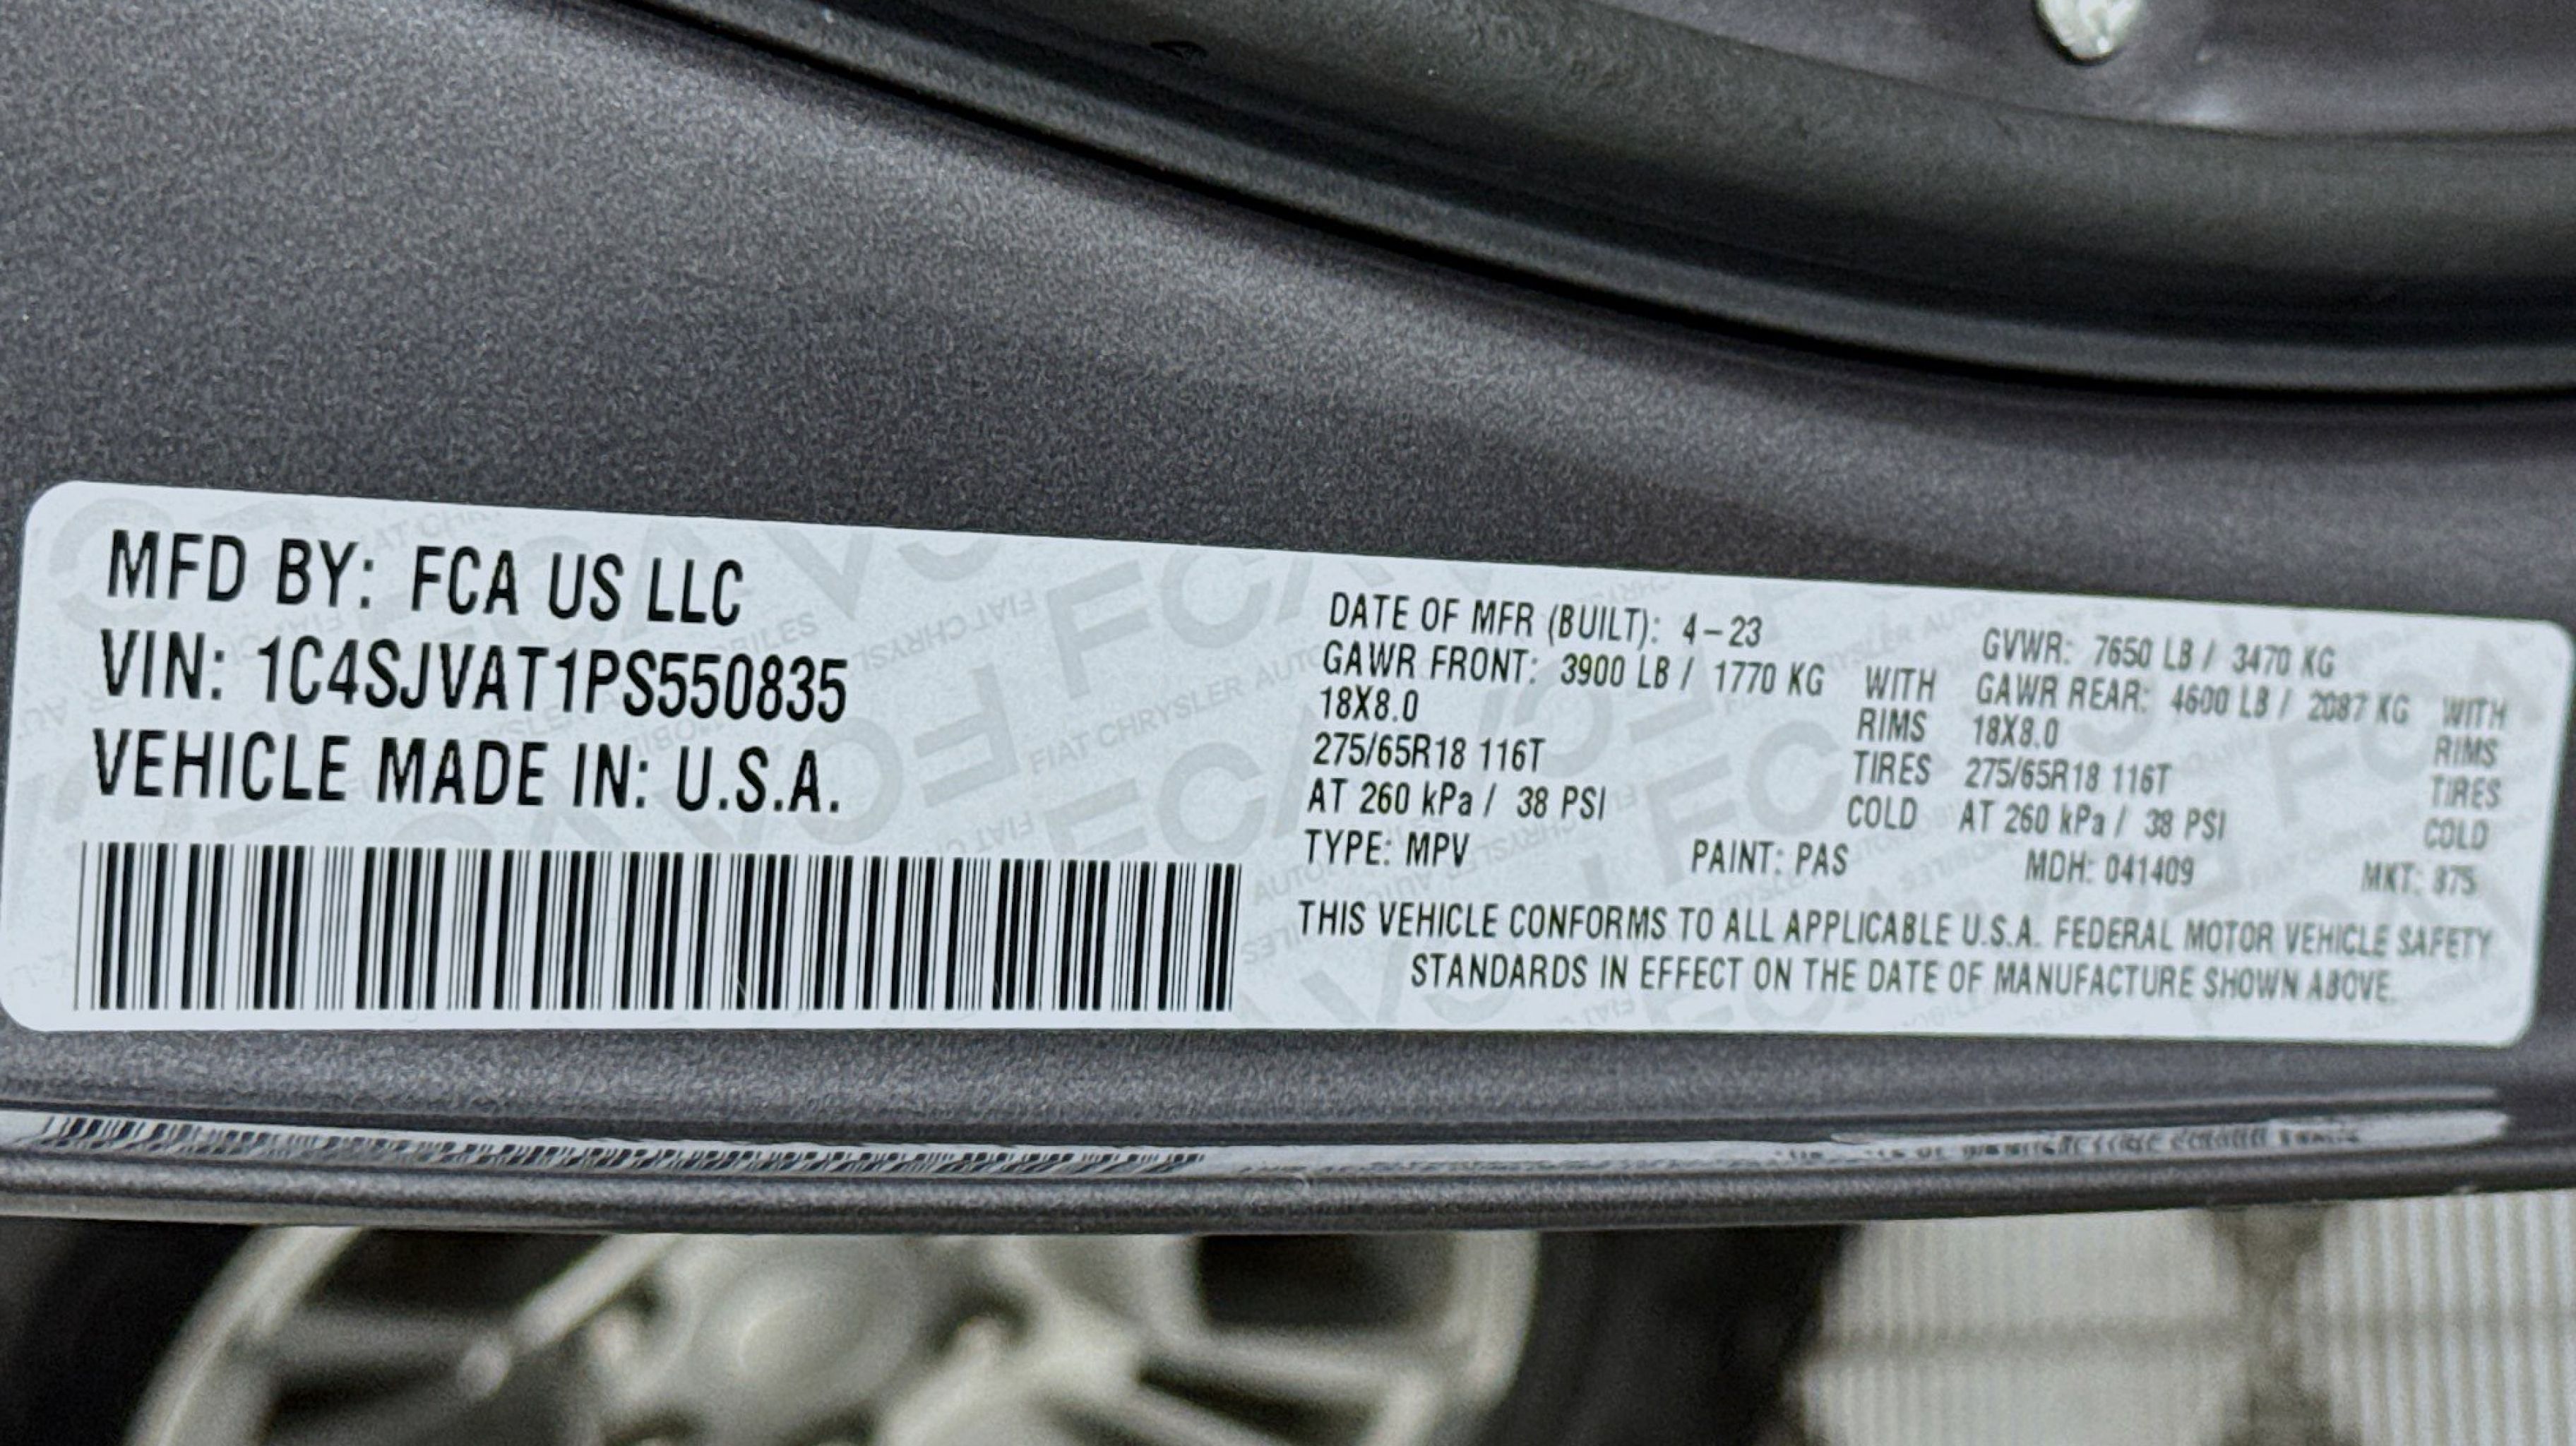 MFD BY: FCA US LLC
VIN: 1C4SJVAT1PS550835
VEHICLE MADE IN: U.S.A.
DATE OF MFR (BUILT): 4-23 GVWR: 7650 LB / 3470 KG
GAWR FRONT: 3900 LB / 1770 KG WITH GAWR REAR: 4600 LB / 2087 KG WITH
18X8.0 RIMS 18X8.0 RIMS
275/65R18 116T TIRES 275/65R18 116T TIRES
AT 260 kPa / 38 PSI COLD AT 260 kPa / 38 PSI COLD
TYPE: MPV PAINT: PAS MDH: 041409 MKT: 875
THIS VEHICLE CONFORMS TO ALL APPLICABLE U.S.A. FEDERAL MOTOR VEHICLE SAFETY
STANDARDS IN EFFECT ON THE DATE OF MANUFACTURE SHOWN ABOVE.